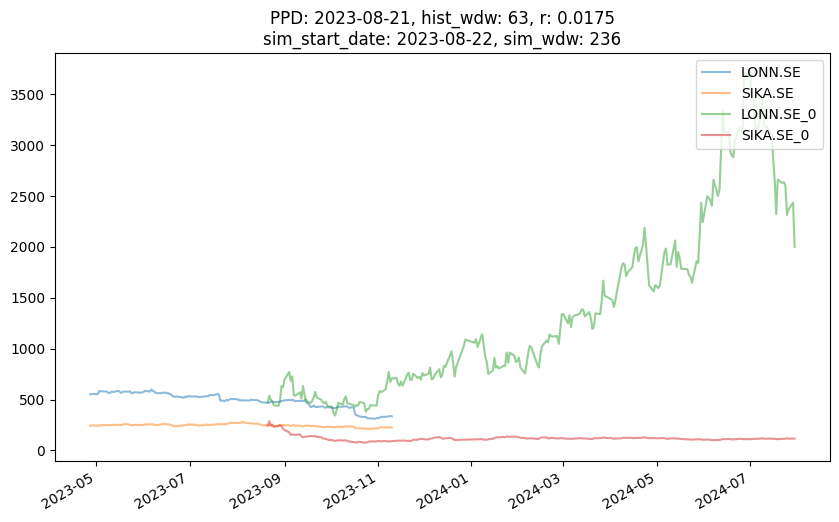 PPD: 2023-08-21, hist_wdw: 63, r: 0.0175
sim_start_date: 2023-08-22, sim_wdw: 236
LONN.SE
SIKA.SE
LONN.SE_0
SIKA.SE_0
3500
3000
2500
2000
1500
1000
500
0
2023-05
2023-07
2023-09
2023-11
2024-01
2024-03
2024-05
2024-07